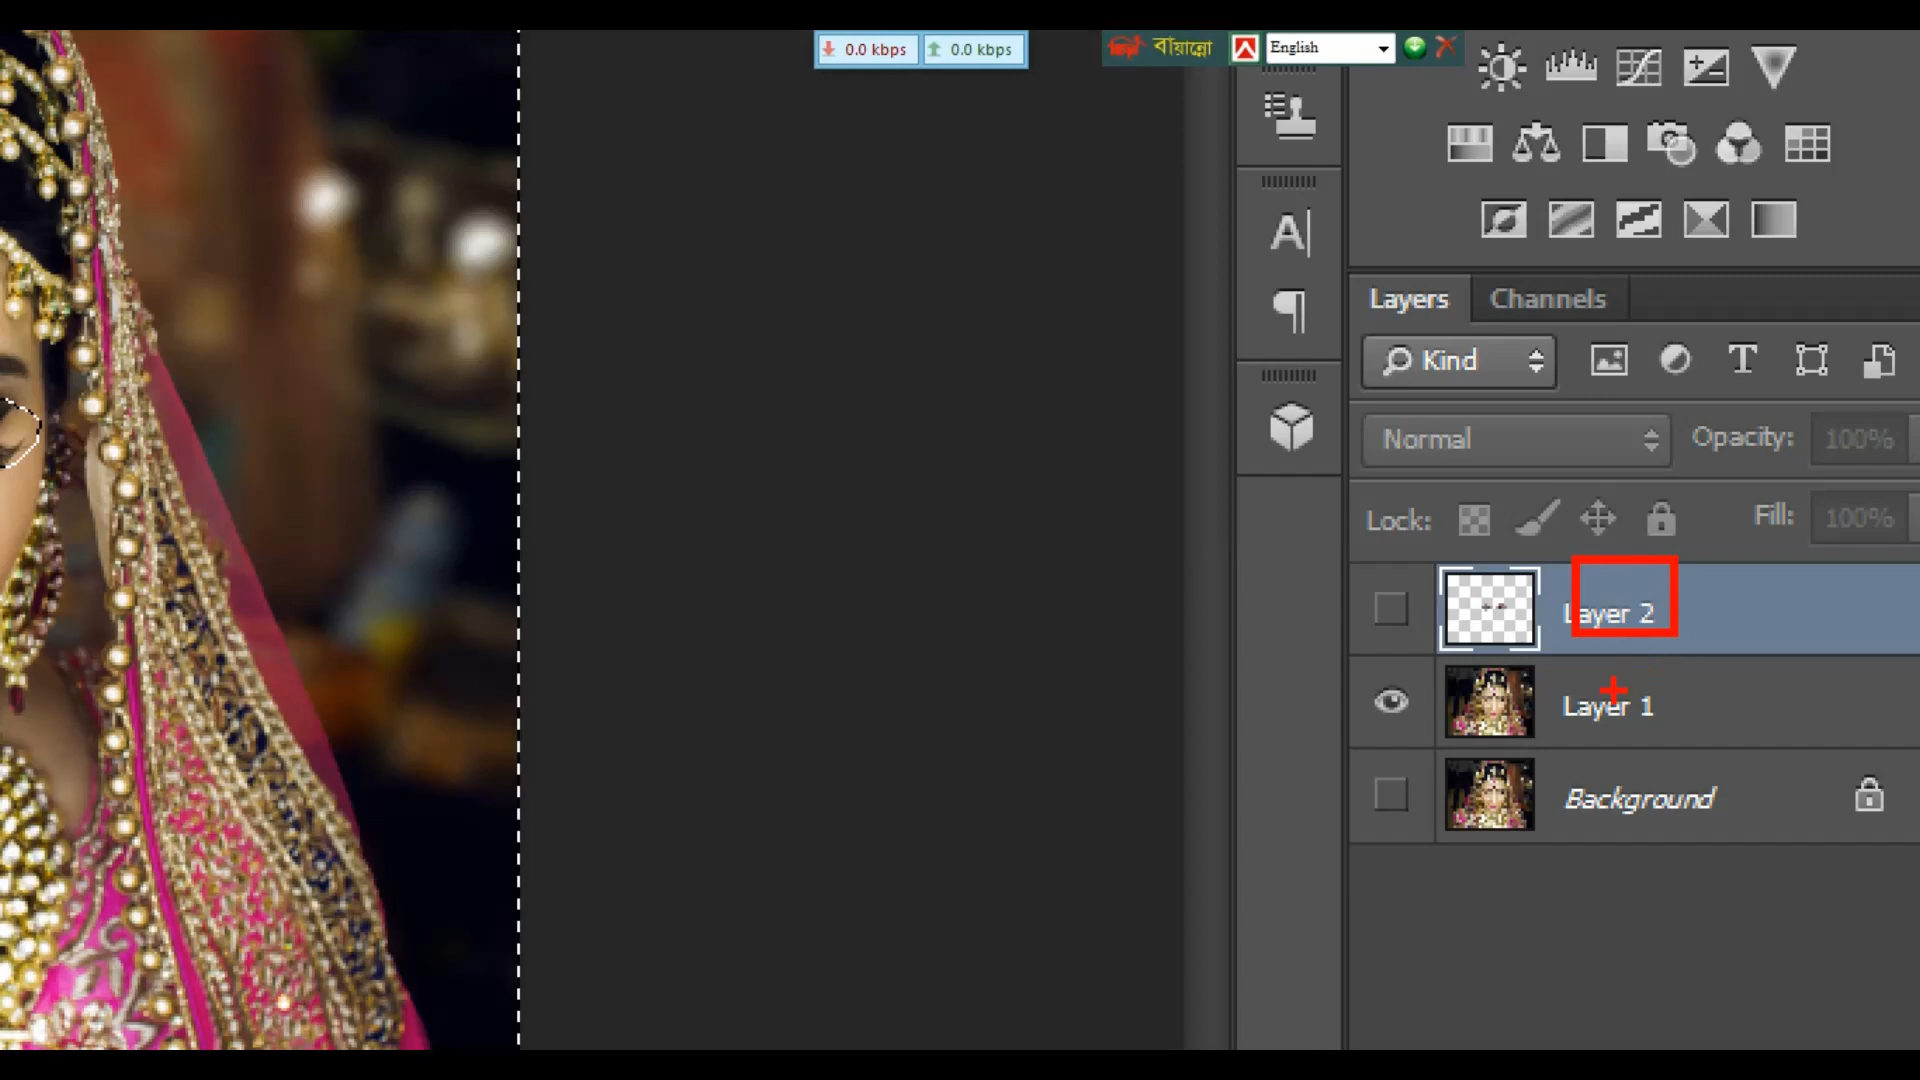 0.0 kbps 0.0 kbps বায়ান্নো English
Layers Channels
Kind
Normal Opacity: 100%
Lock: Fill: 100%
Layer 2
Layer 1
Background